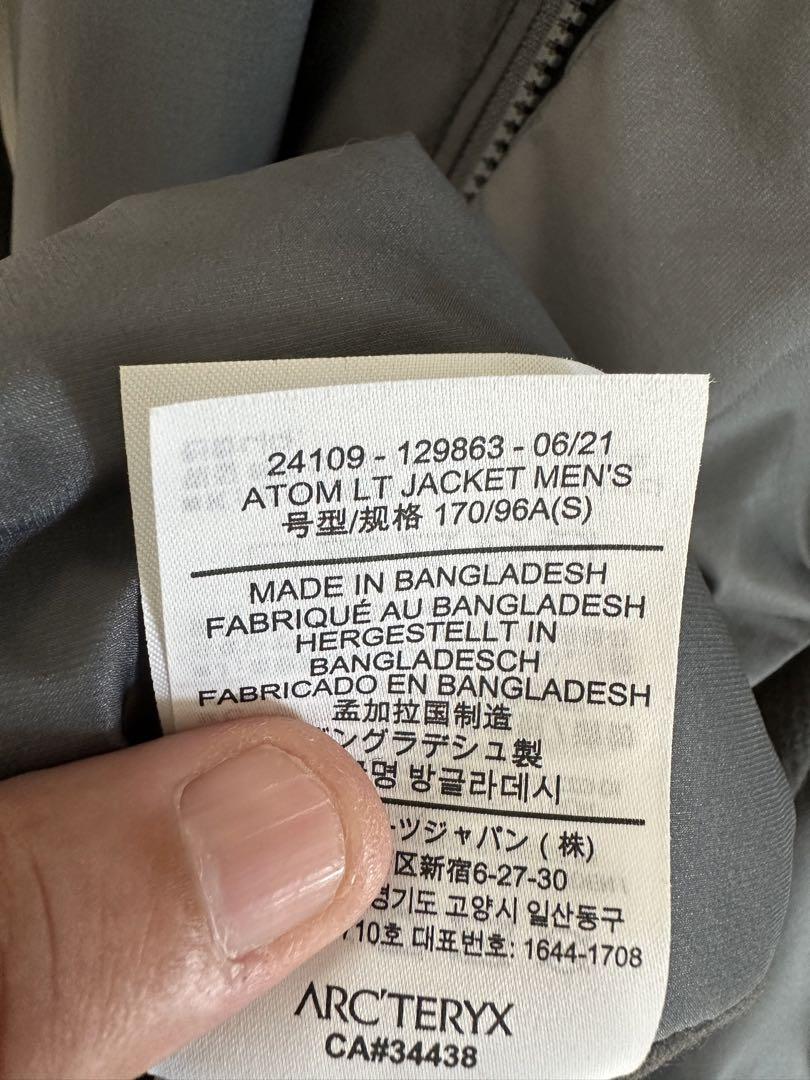 24109 - 129863 - 06/21
ATOM LT JACKET MEN'S
号型/规格 170/96A(S)
MADE IN BANGLADESH
FABRIQUÉ AU BANGLADESH
HERGESTELLT IN
BANGLADESCH
FABRICADO EN BANGLADESH
孟加拉国制造
ングラデシュ製
명 방글라데시
ーツジャパン ( 株)
区新宿6-27-30
경기도 고양시 일산동구
710호 대표번호: 1644-1708
ARC'TERYX
CA#34438